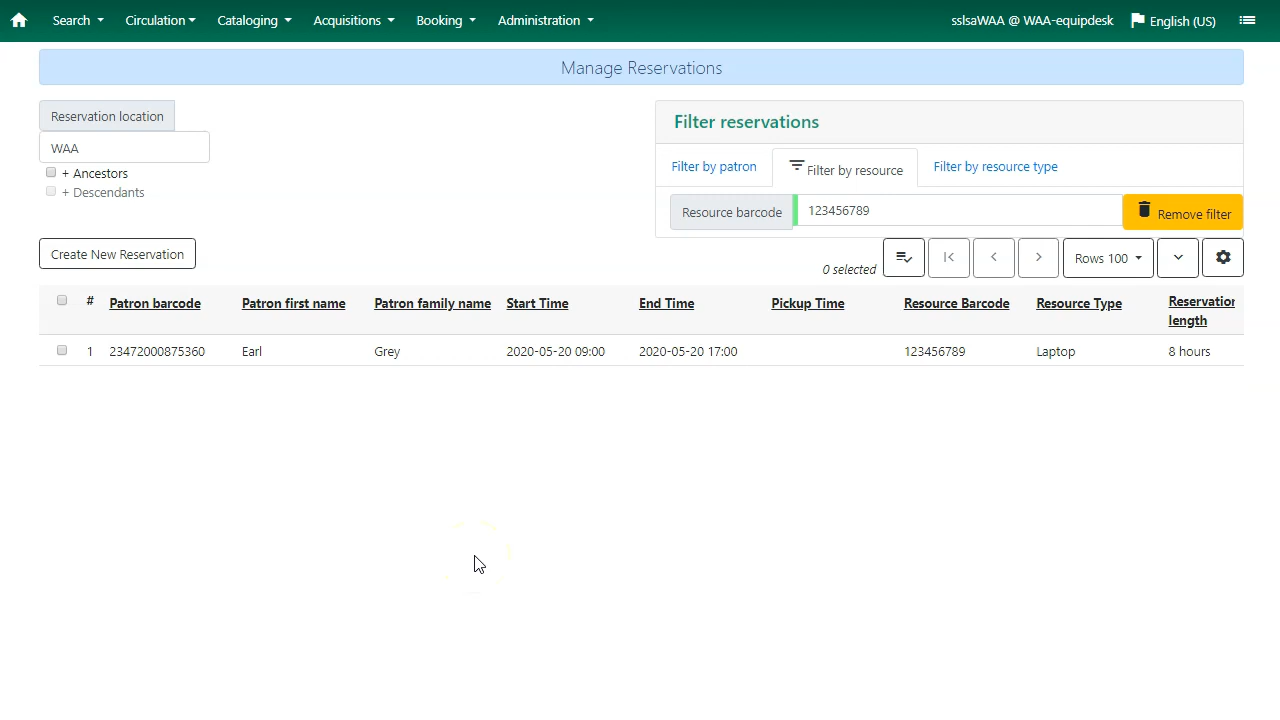 Search Circulation Cataloging Acquisitions Booking Administration sslsaWAA @ WAA-equipdesk English (US)
Manage Reservations
Reservation location
WAA
+ Ancestors
+ Descendants
Filter reservations
Filter by patron Filter by resource Filter by resource type
Resource barcode 123456789 Remove filter
Create New Reservation 0 selected Rows 100
# Patron barcode Patron first name Patron family name Start Time End Time Pickup Time Resource Barcode Resource Type Reservation length
1 23472000875360 Earl Grey 2020-05-20 09:00 2020-05-20 17:00 123456789 Laptop 8 hours